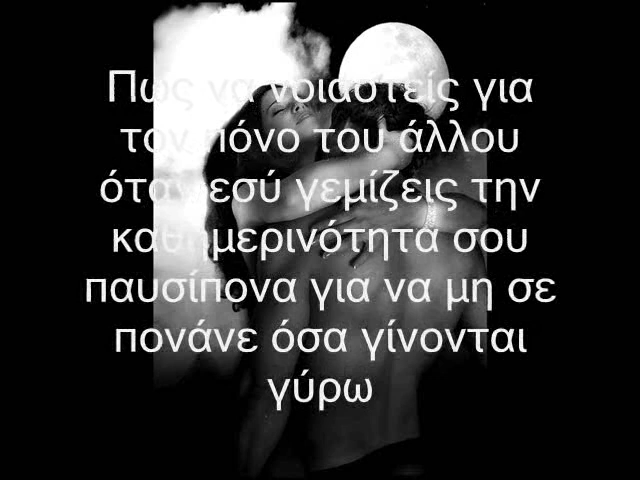 Πως να νοιαστείς για
τον πόνο του άλλου
όταν εσύ γεμίζεις την
καθημερινότητα σου
παυσίπονα για να μη σε
πονάνε όσα γίνονται
γύρω